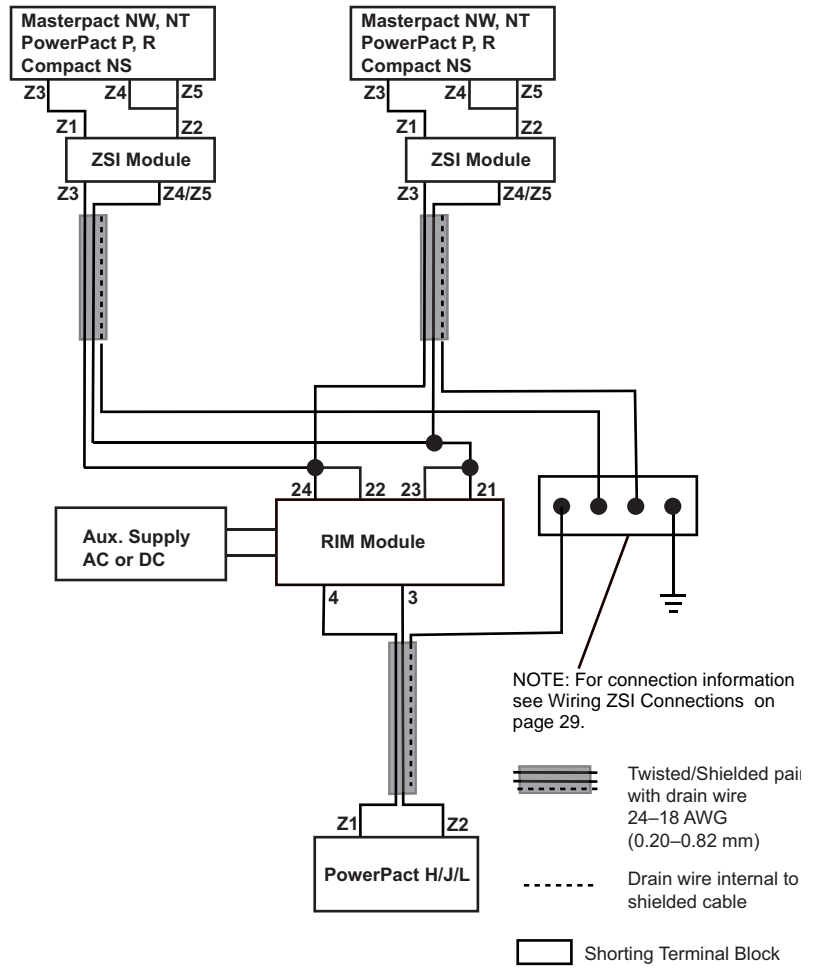 Masterpact NW, NT
PowerPact P, R
Compact NS
Masterpact NW, NT
PowerPact P, R
Compact NS
Z3
Z4
Z5
Z3
Z4
Z5
Z1
Z2
Z1
Z2
ZSI Module
ZSI Module
Z3
Z4/Z5
Z3
Z4/Z5
24
22
23
21
Aux. Supply
AC or DC
RIM Module
4
3
NOTE: For connection information
see Wiring ZSI Connections on
page 29.
Z1
Z2
PowerPact H/J/L
Twisted/Shielded pai
with drain wire
24–18 AWG
(0.20–0.82 mm)
Drain wire internal to
shielded cable
Shorting Terminal Block